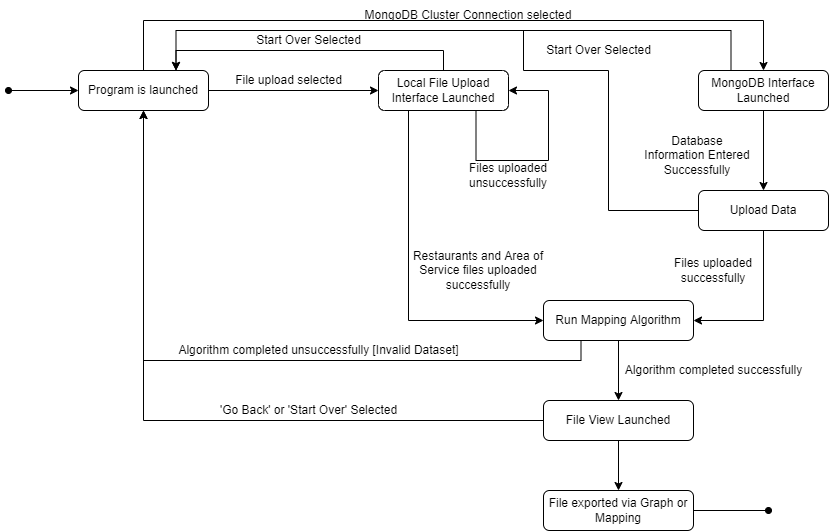 MongoDB Cluster Connection selected
Start Over Selected
Start Over Selected
Program is launched
File upload selected
Local File Upload
Interface Launched
MongoDB Interface
Launched
Files uploaded
unsuccessfully
Database
Information Entered
Successfully
Upload Data
Restaurants and Area of
Service files uploaded
successfully
Files uploaded
successfully
Run Mapping Algorithm
Algorithm completed unsuccessfully [Invalid Dataset]
Algorithm completed successfully
'Go Back' or 'Start Over' Selected
File View Launched
File exported via Graph or
Mapping